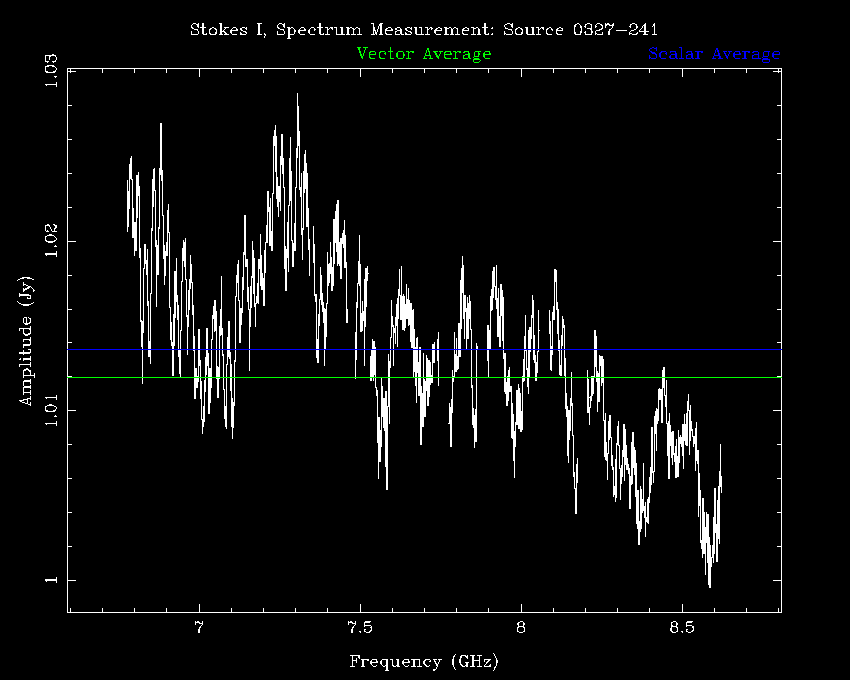 Stokes I, Spectrum Measurement: Source 0327-241
Vector Average
Scalar Average
1.03
1.02
1.01
1
Amplitude (Jy)
7
7.5
8
8.5
Frequency (GHz)